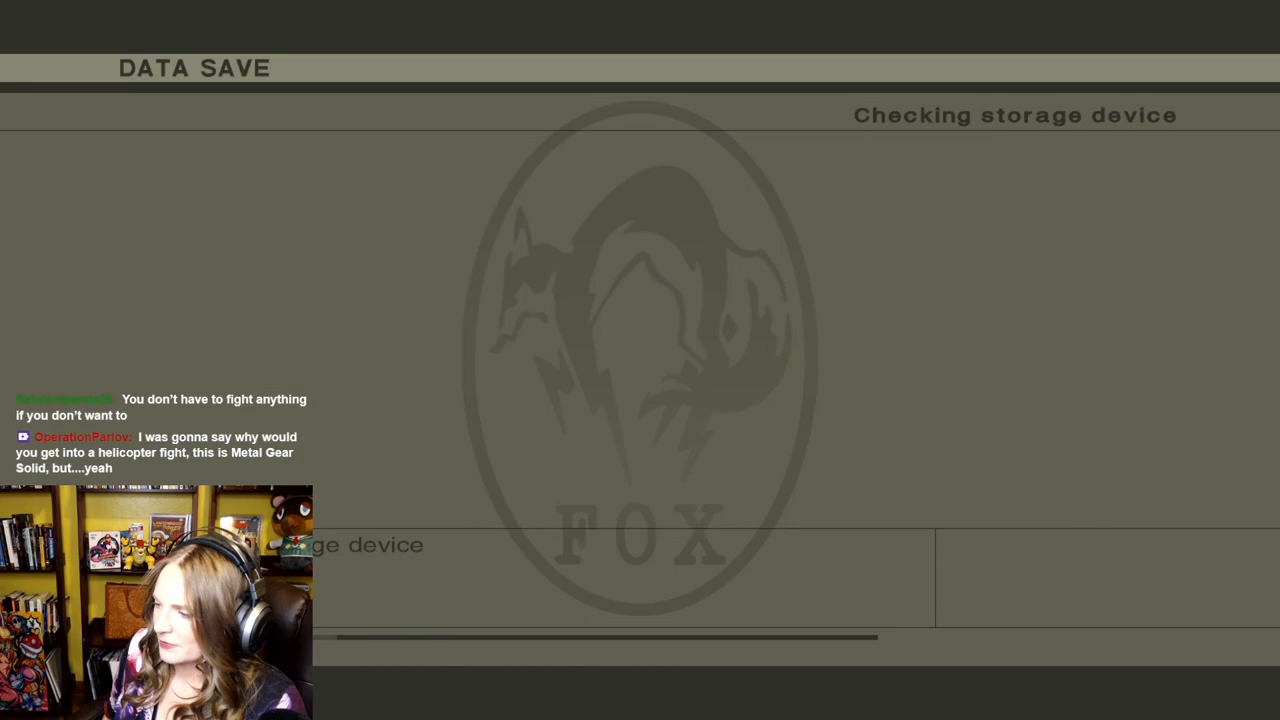 DATA SAVE
Checking storage device
You don't have to fight anything
if you don't want to
OperationParlov: I was gonna say why would
you get into a helicopter fight, this is Metal Gear
Solid, but....yeah
ge device
FOX